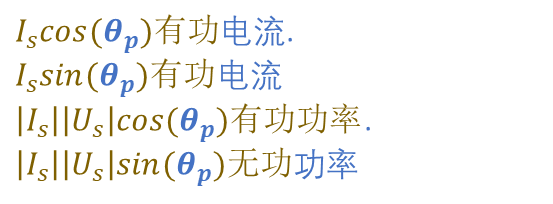 I_s cos(θ_p)有功电流.
I_s sin(θ_p)有功电流
|I_s||U_s|cos(θ_p)有功功率.
|I_s||U_s|sin(θ_p)无功功率